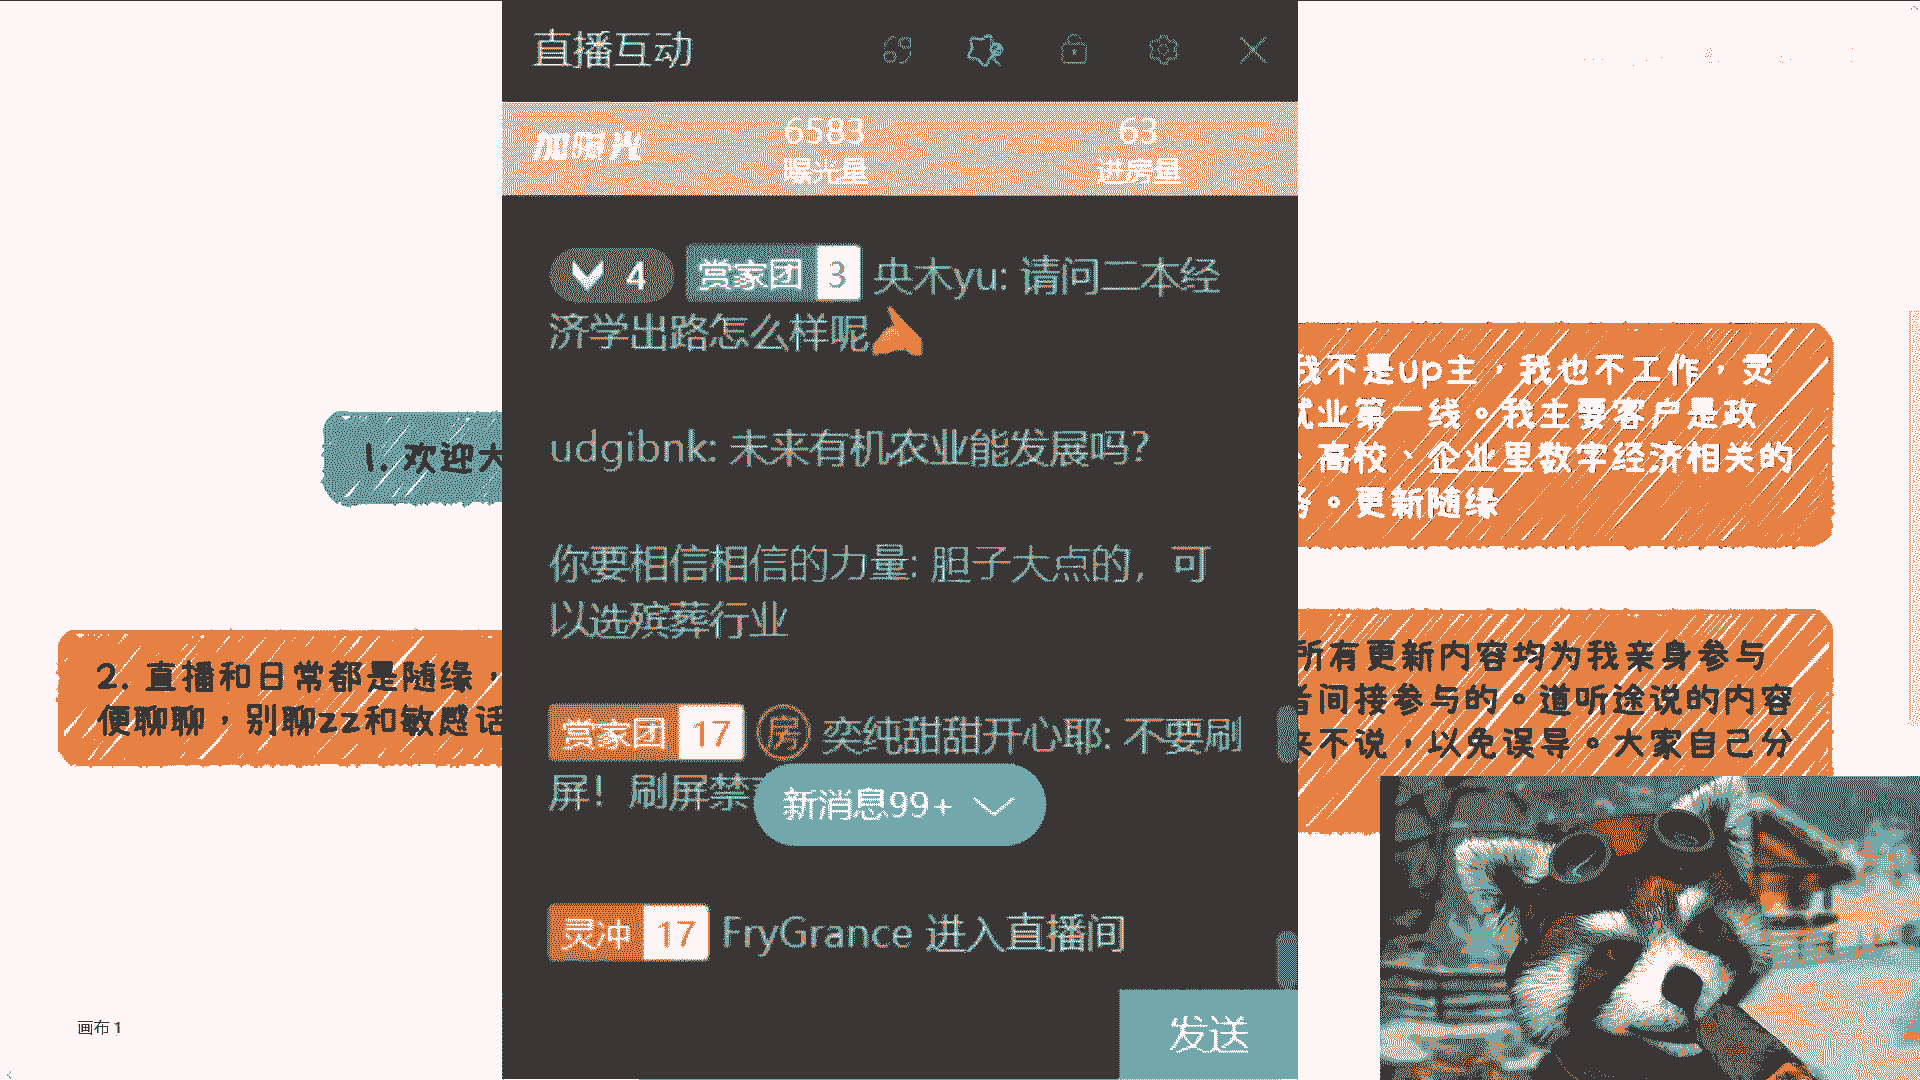 直播互动
加曝光
6583
曝光量
63
进房量
4 赏家团 3 央木yu: 请问二本经
济学出路怎么样呢
udgibnk: 未来有机农业能发展吗?
你要相信相信的力量: 胆子大点的, 可
以选殡葬行业
赏家团 17 房 奕纯甜甜开心耶: 不要刷
屏! 刷屏禁
新消息99+
灵冲 17 FryGrance 进入直播间
发送
1. 欢迎大
2. 直播和日常都是随缘，
便聊聊，别聊zz和敏感话
我不是up主，我也不工作，灵
就业第一线。我主要客户是政
、高校、企业里数字经济相关的
务。更新随缘
所有更新内容均为我亲身参与
者间接参与的。道听途说的内容
来不说，以免误导。大家自己分
画布 1